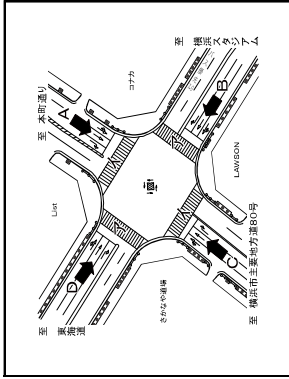 至 本町通り
A
コナカ
至 横浜スタジアム
B
List
LAWSON
D
C
至 東海道
さかなや道場
至 横浜市主要地方道80号